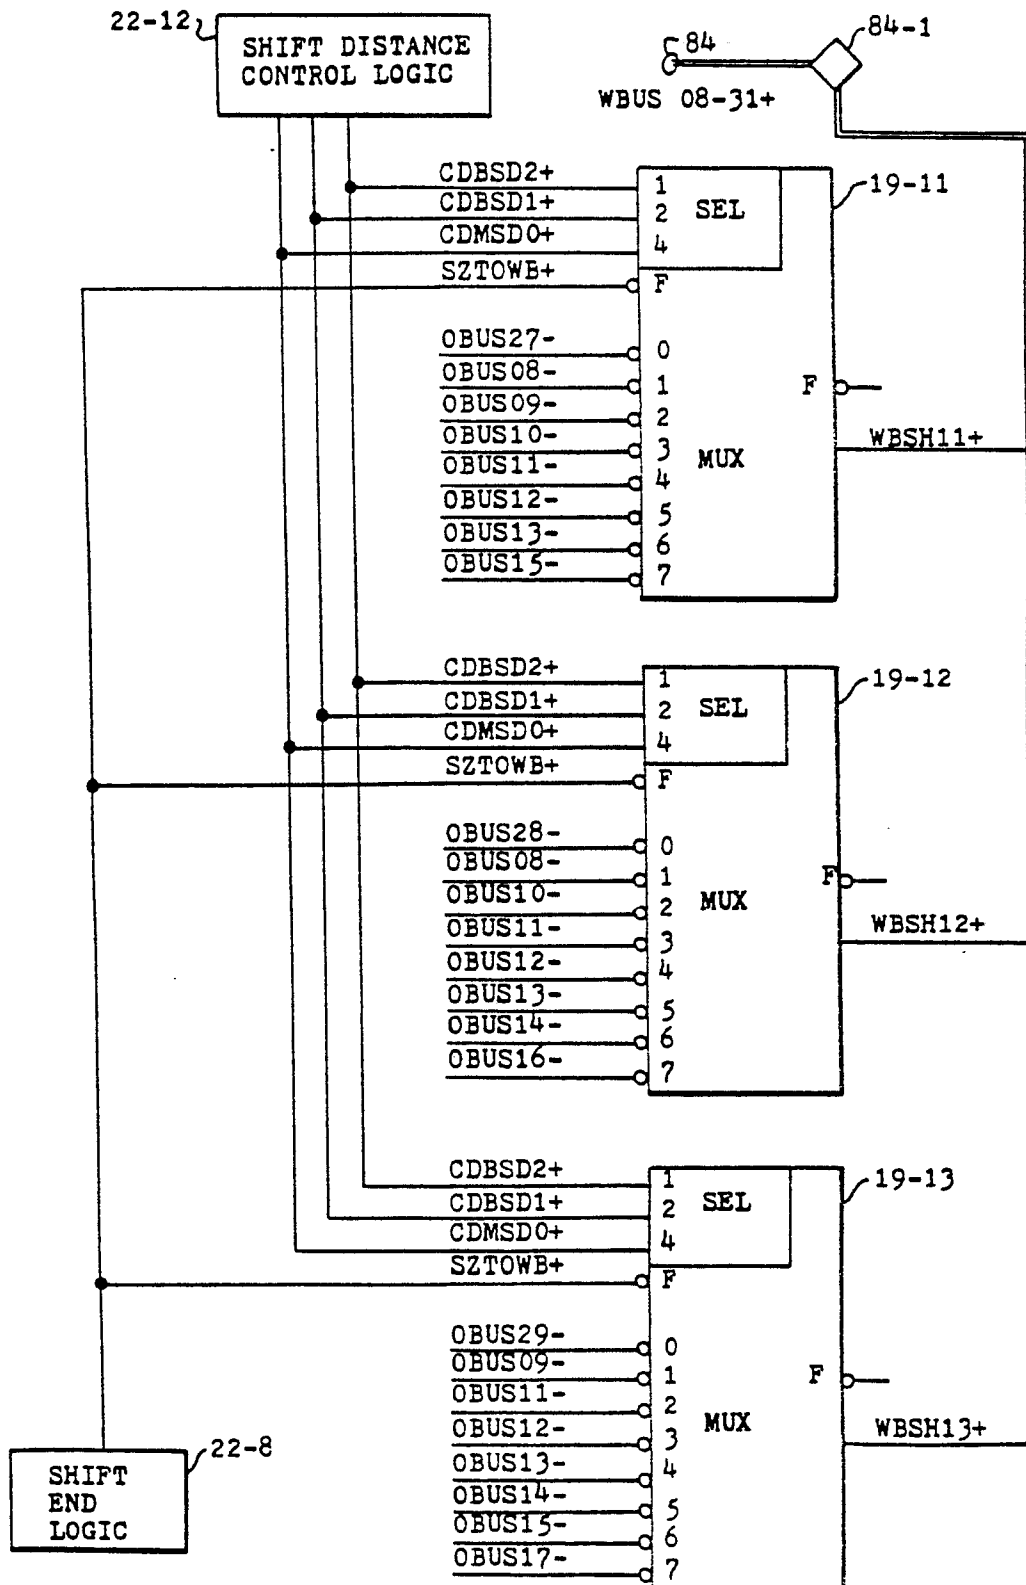 22-12
SHIFT DISTANCE
CONTROL LOGIC
84
84-1
WBUS 08-31+
CDBSD2+
CDBSD1+
CDMSD0+
SZTOWB+
1
2
4
F
SEL
19-11
OBUS27-
OBUS08-
OBUS09-
OBUS10-
OBUS11-
OBUS12-
OBUS13-
OBUS15-
0
1
2
3
4
5
6
7
MUX
F
WBSH11+
CDBSD2+
CDBSD1+
CDMSD0+
SZTOWB+
1
2
4
F
SEL
19-12
OBUS28-
OBUS08-
OBUS10-
OBUS11-
OBUS12-
OBUS13-
OBUS14-
OBUS16-
0
1
2
3
4
5
6
7
MUX
F
WBSH12+
CDBSD2+
CDBSD1+
CDMSD0+
SZTOWB+
1
2
4
F
SEL
19-13
OBUS29-
OBUS09-
OBUS11-
OBUS12-
OBUS13-
OBUS14-
OBUS15-
OBUS17-
0
1
2
3
4
5
6
7
MUX
F
WBSH13+
22-8
SHIFT
END
LOGIC